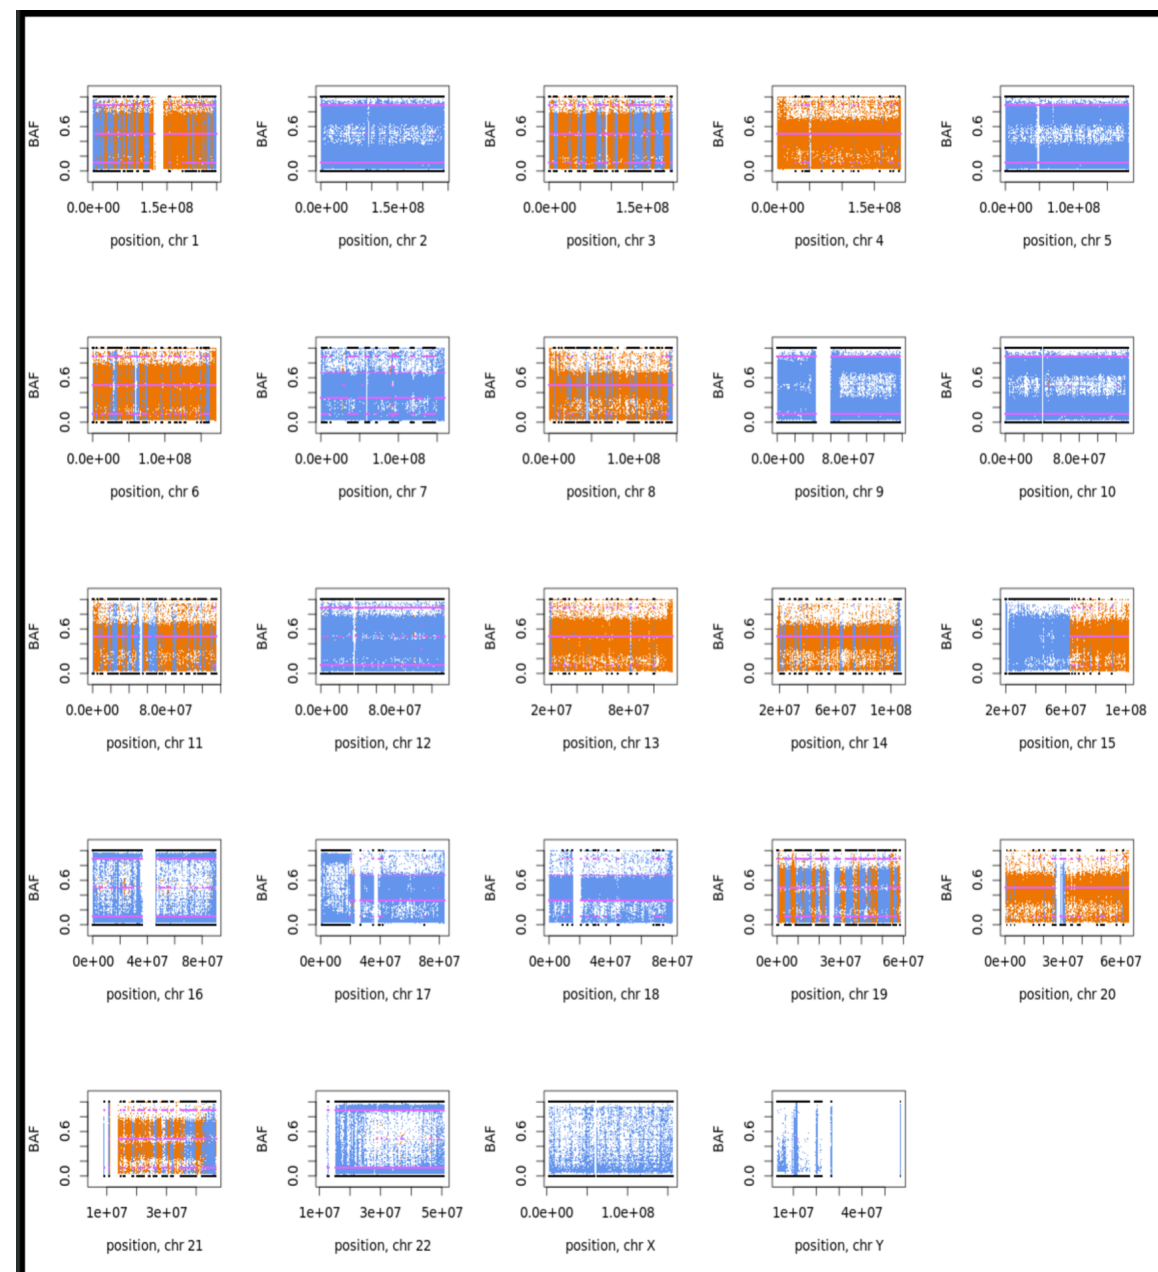 BAF 0.6 0.0 BAF 0.6 0.0 BAF 0.6 0.0 BAF 0.6 0.0 BAF 0.6 0.0
0.0e+00 1.5e+08 0.0e+00 1.5e+08 0.0e+00 1.5e+08 0.0e+00 1.5e+08 0.0e+00 1.0e+08
position, chr 1 position, chr 2 position, chr 3 position, chr 4 position, chr 5
BAF 0.6 0.0 BAF 0.6 0.0 BAF 0.6 0.0 BAF 0.6 0.0 BAF 0.6 0.0
0.0e+00 1.0e+08 0.0e+00 1.0e+08 0.0e+00 1.0e+08 0.0e+00 8.0e+07 0.0e+00 8.0e+07
position, chr 6 position, chr 7 position, chr 8 position, chr 9 position, chr 10
BAF 0.6 0.0 BAF 0.6 0.0 BAF 0.6 0.0 BAF 0.6 0.0 BAF 0.6 0.0
0.0e+00 8.0e+07 0.0e+00 8.0e+07 2e+07 8e+07 2e+07 6e+07 1e+08 2e+07 6e+07 1e+08
position, chr 11 position, chr 12 position, chr 13 position, chr 14 position, chr 15
BAF 0.6 0.0 BAF 0.6 0.0 BAF 0.6 0.0 BAF 0.6 0.0 BAF 0.6 0.0
0e+00 4e+07 8e+07 0e+00 4e+07 8e+07 0e+00 4e+07 8e+07 0e+00 3e+07 6e+07 0e+00 3e+07 6e+07
position, chr 16 position, chr 17 position, chr 18 position, chr 19 position, chr 20
BAF 0.6 0.0 BAF 0.6 0.0 BAF 0.6 0.0 BAF 0.6 0.0
1e+07 3e+07 1e+07 3e+07 5e+07 0.0e+00 1.0e+08 1e+07 4e+07
position, chr 21 position, chr 22 position, chr X position, chr Y